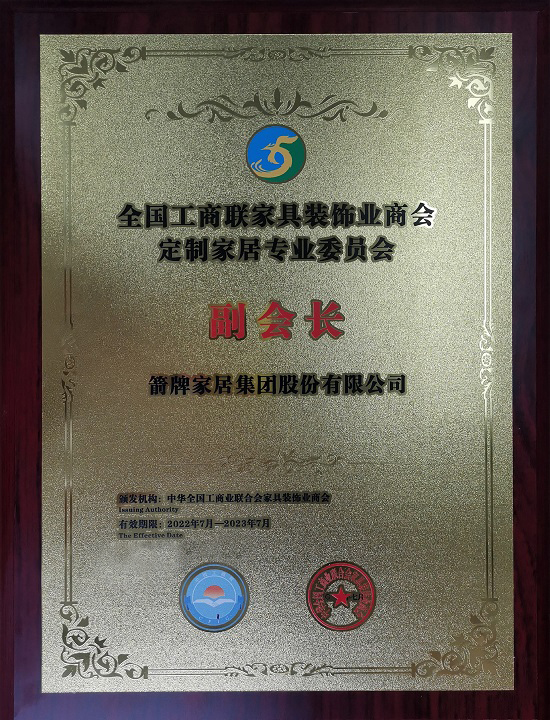 全国工商联家具装饰业商会
定制家居专业委员会
副会长
箭牌家居集团股份有限公司
颁发机构：中华全国工商业联合会家具装饰业商会
Issuing Authority
有效期限：2022年7月—2023年7月
The Effective Date